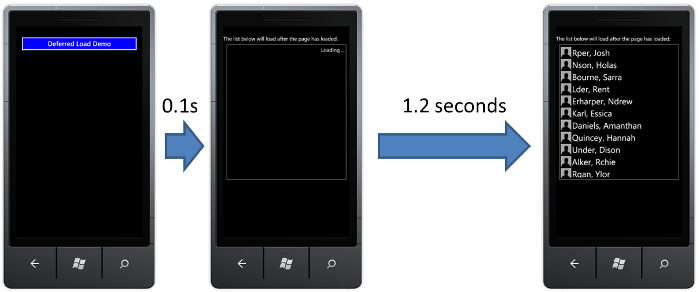 Deferred Load Demo
0.1s
The list below will load after the page has loaded:
Loading...
1.2 seconds
The list below will load after the page has loaded:
Rper, Josh
Nson, Holas
Bourne, Sarra
Lder, Rent
Erharper, Ndrew
Karl, Essica
Daniels, Amanthan
Quincey, Hannah
Under, Dison
Alker, Rchie
Rgan, Ylor